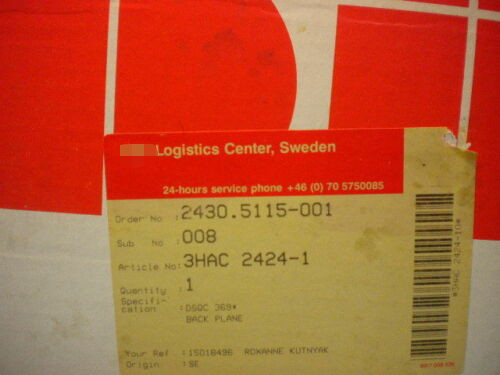 Logistics Center, Sweden
24-hours service phone +46 (0) 70 5750085
Order No : 2430.5115-001
Sub No : 008
Article No: 3HAC 2424-1
Quantity : 1
Specifi-
cation : DSQC 369*
BACK PLANE
Your Ref : 15018496 ROXANNE KUTNYAK
Origin : SE
*3HAC 2424-10*